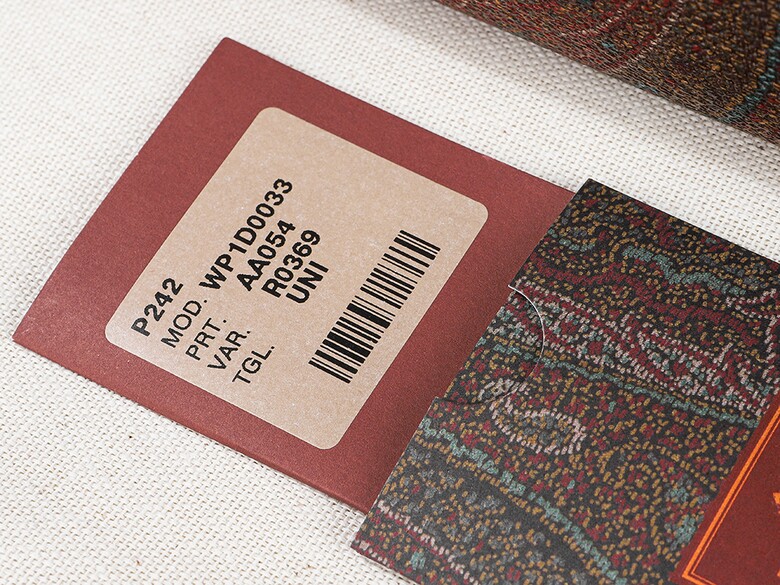 P242
MOD. WP1D0033
PRT. AA054
VAR. R0369
TGL. UNI